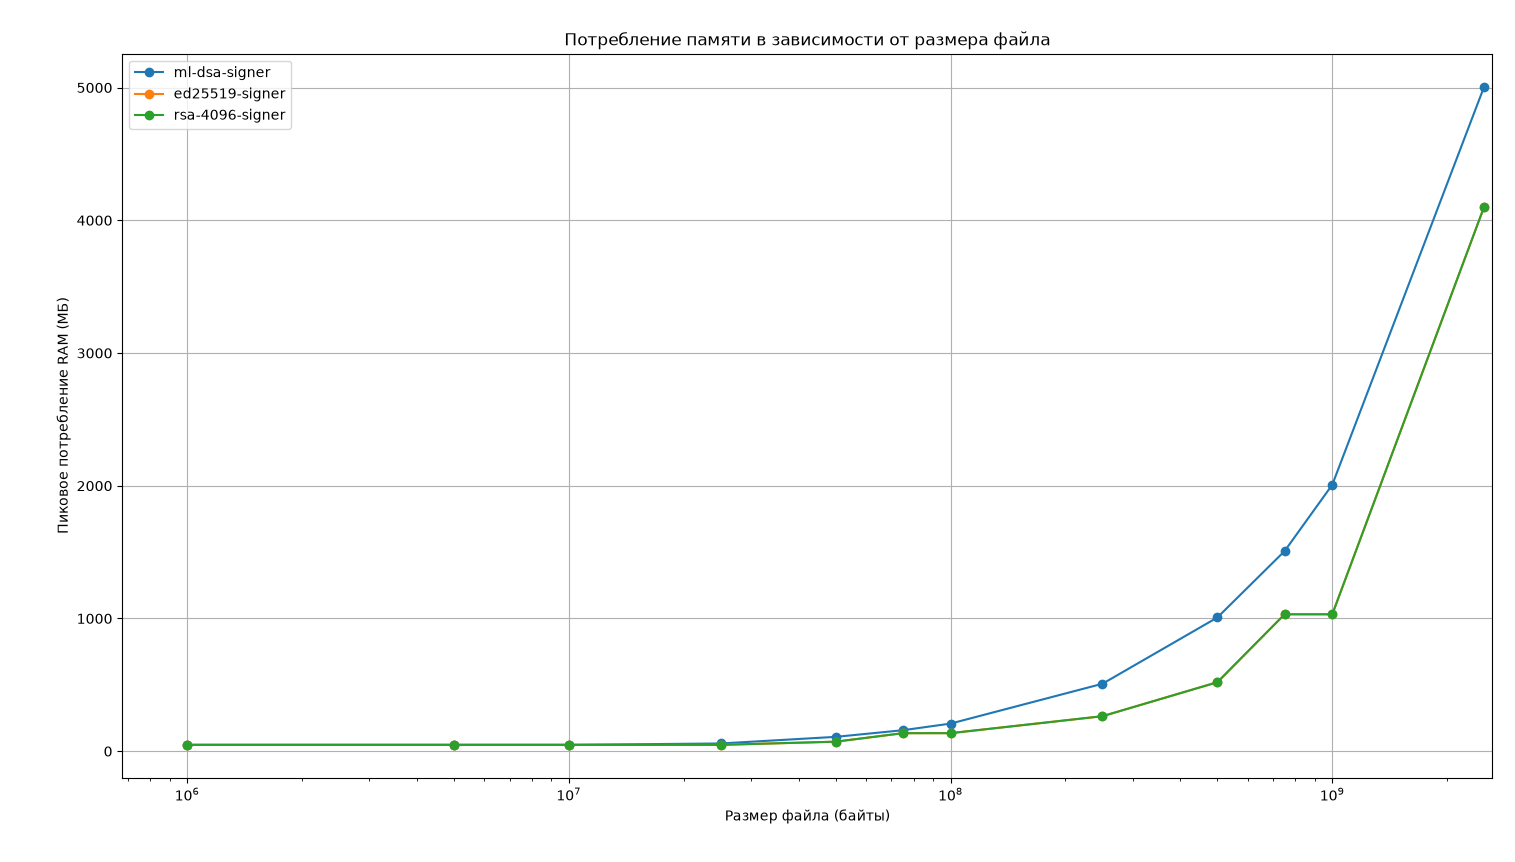 Потребление памяти в зависимости от размера файла
ml-dsa-signer
ed25519-signer
rsa-4096-signer
5000
4000
3000
2000
1000
0
Пиковое потребление RAM (МБ)
10⁶
10⁷
10⁸
10⁹
Размер файла (байты)